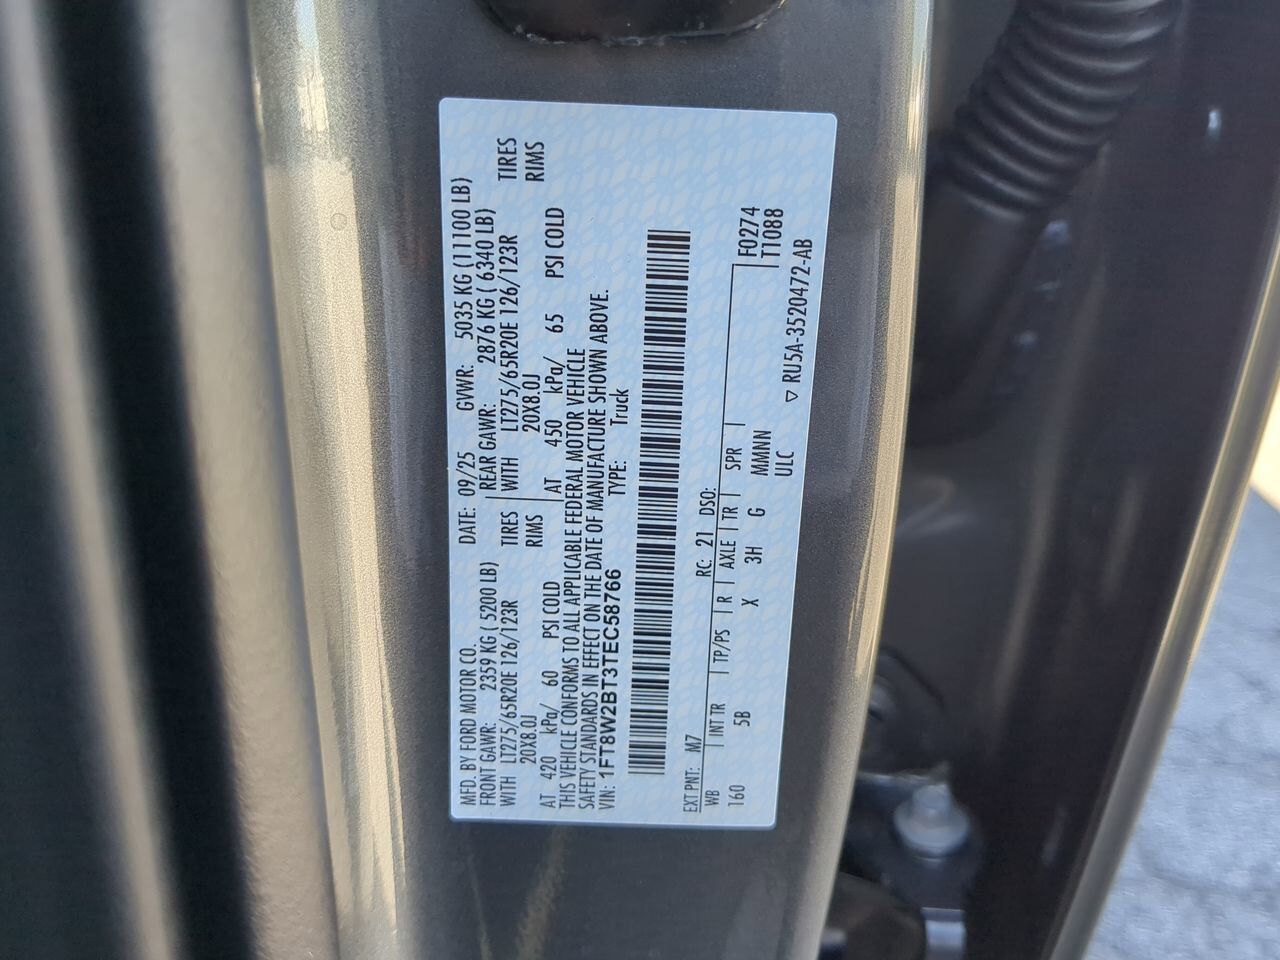 MFD. BY FORD MOTOR CO.
DATE: 09/25 GVWR: 5035 KG (11100 LB)
FRONT GAWR: 2359 KG ( 5200 LB)
REAR GAWR: 2876 KG ( 6340 LB)
WITH LT275/65R20E 126/123R TIRES
WITH LT275/65R20E 126/123R TIRES
20X8.0J RIMS
20X8.0J RIMS
AT 420 kPa/ 60 PSI COLD
AT 450 kPa/ 65 PSI COLD
THIS VEHICLE CONFORMS TO ALL APPLICABLE FEDERAL MOTOR VEHICLE
SAFETY STANDARDS IN EFFECT ON THE DATE OF MANUFACTURE SHOWN ABOVE.
VIN: 1FT8W2BT3TEC58766 TYPE: Truck
EXT PNT: M7 RC: 21 DSO:
WB INT TR TP/PS R AXLE TR SPR F0274
160 5B X 3H G MMNN T1088
ULC
▽ RU5A-3520472-AB